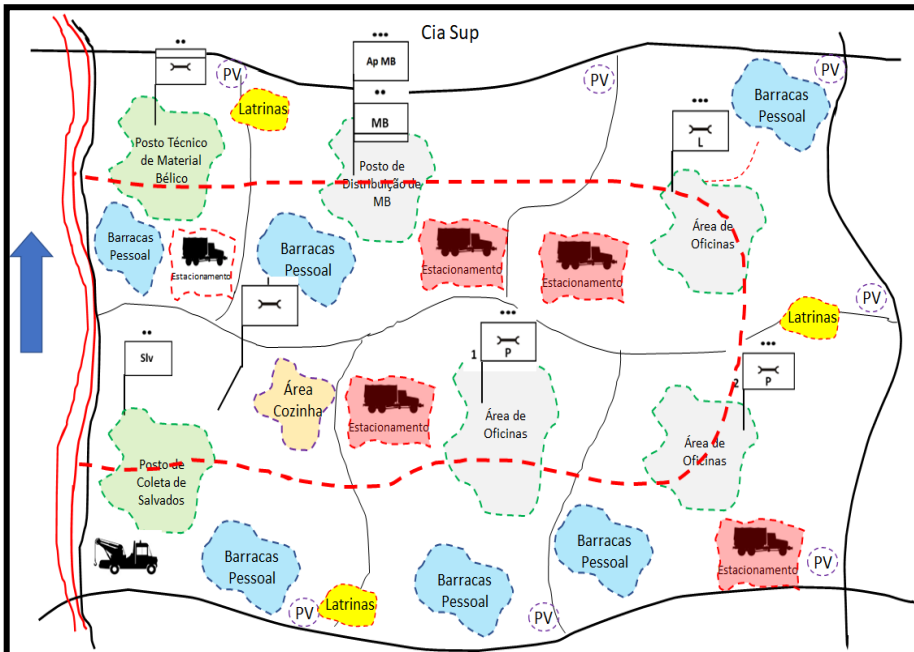 Cia Sup
••
•••
Ap MB
••
MB
PV
PV
PV
Latrinas
•••
L
Barracas
Pessoal
Posto Técnico
de Material
Bélico
Posto de
Distribuição de
MB
Área de
Oficinas
Barracas
Pessoal
Estacionamento
Barracas
Pessoal
Estacionamento
Estacionamento
PV
Latrinas
••
Slv
•••
1
P
•••
2
P
Área
Cozinha
Estacionamento
Área de
Oficinas
Área de
Oficinas
Posto de
Coleta de
Salvados
Barracas
Pessoal
Barracas
Pessoal
Barracas
Pessoal
Estacionamento
PV
PV
Latrinas
PV